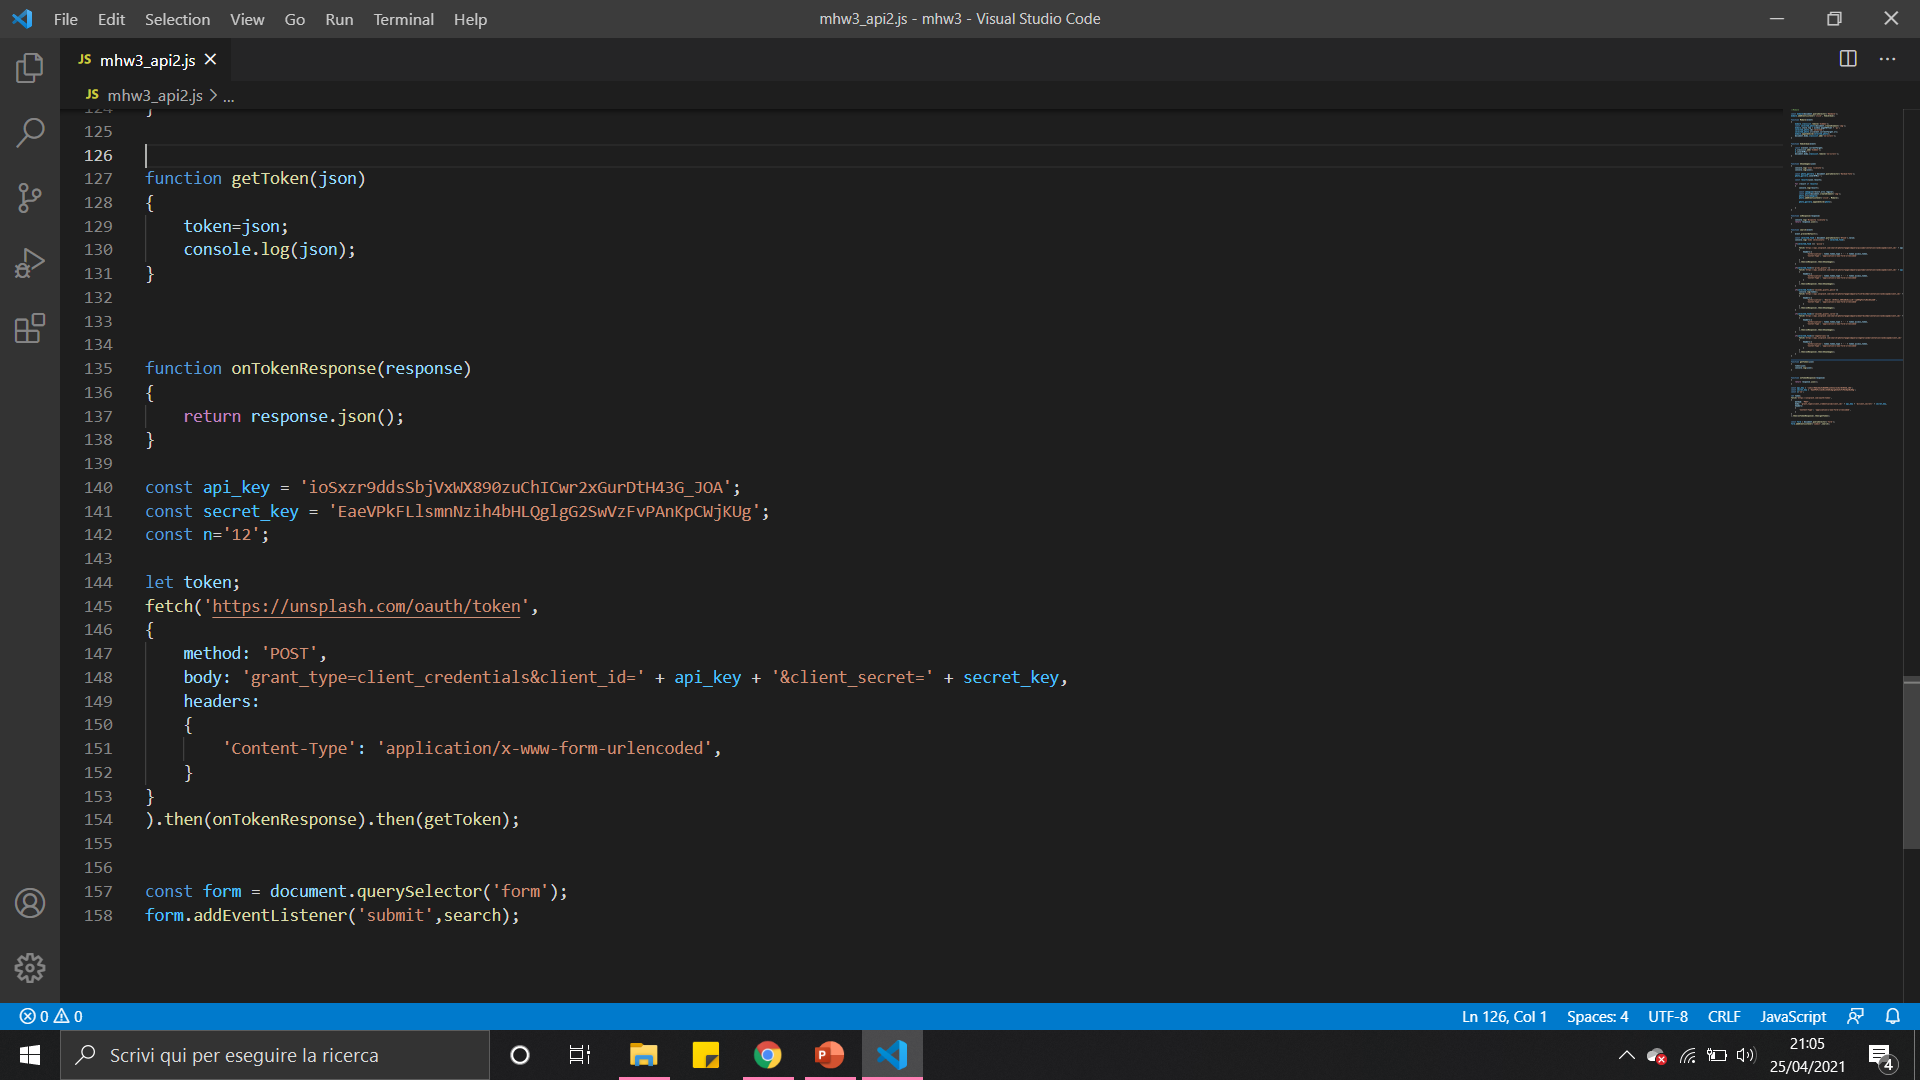 File Edit Selection View Go Run Terminal Help
mhw3_api2.js - mhw3 - Visual Studio Code
JS mhw3_api2.js
JS mhw3_api2.js > ...
124 }
125
126
127 function getToken(json)
128 {
129 token=json;
130 console.log(json);
131 }
132
133
134
135 function onTokenResponse(response)
136 {
137 return response.json();
138 }
139
140 const api_key = 'ioSxzr9ddsSbjVxWX890zuChICwr2xGurDtH43G_JOA';
141 const secret_key = 'EaeVPkFLlsmnNzih4bHLQglgG2SwVzFvPAnKpCWjKUg';
142 const n='12';
143
144 let token;
145 fetch('https://unsplash.com/oauth/token',
146 {
147 method: 'POST',
148 body: 'grant_type=client_credentials&client_id=' + api_key + '&client_secret=' + secret_key,
149 headers:
150 {
151 'Content-Type': 'application/x-www-form-urlencoded',
152 }
153 }
154 ).then(onTokenResponse).then(getToken);
155
156
157 const form = document.querySelector('form');
158 form.addEventListener('submit',search);
0 0
Ln 126, Col 1 Spaces: 4 UTF-8 CRLF JavaScript
Scrivi qui per eseguire la ricerca
21:05
25/04/2021
4